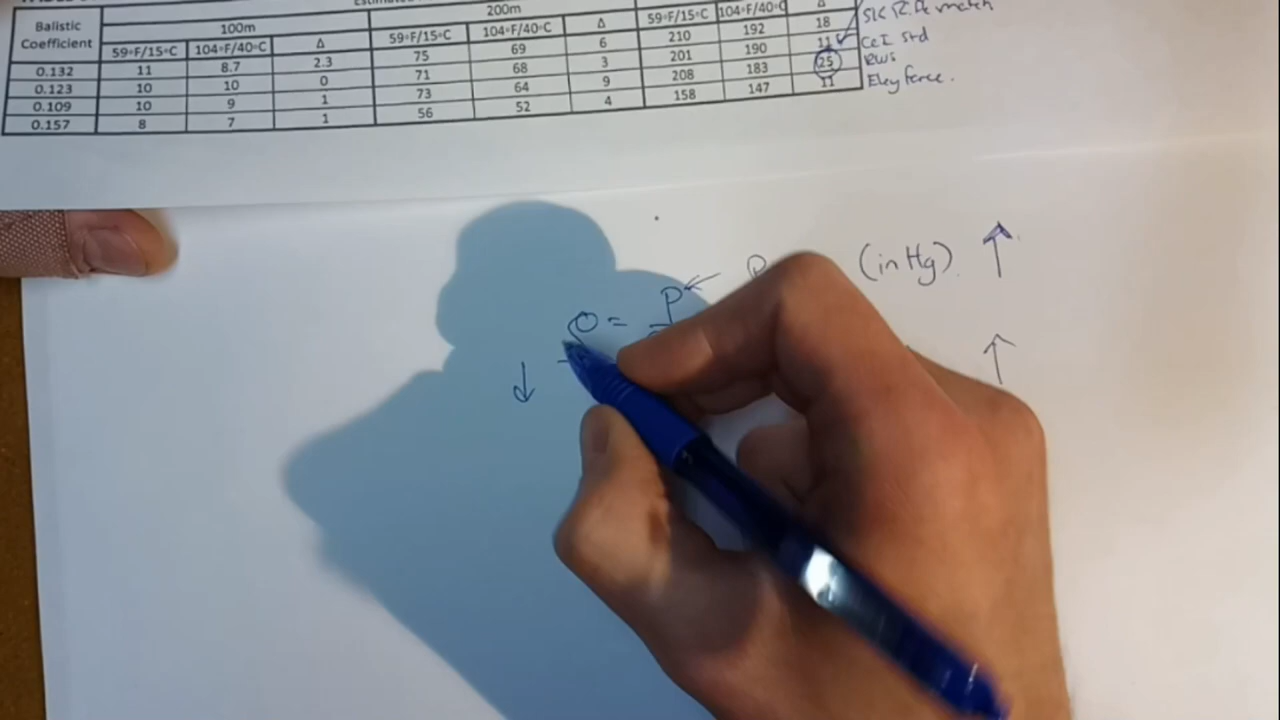 200m
Balistic Coefficient 100m 59◦F/15◦C 104◦F/40◦C Δ 59◦F/15◦C 104◦F/40◦C Δ 59◦F/15◦C 104◦F/40◦C
0.132 11 8.7 2.3 75 69 6 210 192 18
0.123 10 10 0 71 68 3 201 190 11 CCI Std
0.109 10 9 1 73 64 9 208 183 25 RWS
0.157 8 7 1 56 52 4 158 147 11 Eley force.
(in Hg). ↑
P ←
=
↓ ↑